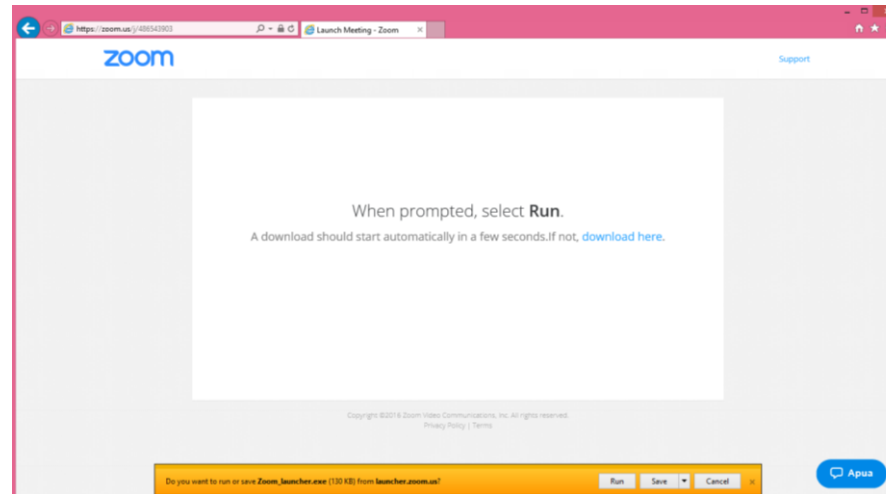 https://zoom.us/j/486543903
Launch Meeting - Zoom
zoom
Support
When prompted, select Run.
A download should start automatically in a few seconds.If not, download here.
Copyright ©2016 Zoom Video Communications, Inc. All rights reserved.
Privacy Policy | Terms
Do you want to run or save Zoom_launcher.exe (130 KB) from launcher.zoom.us?
Run
Save
Cancel
Apua